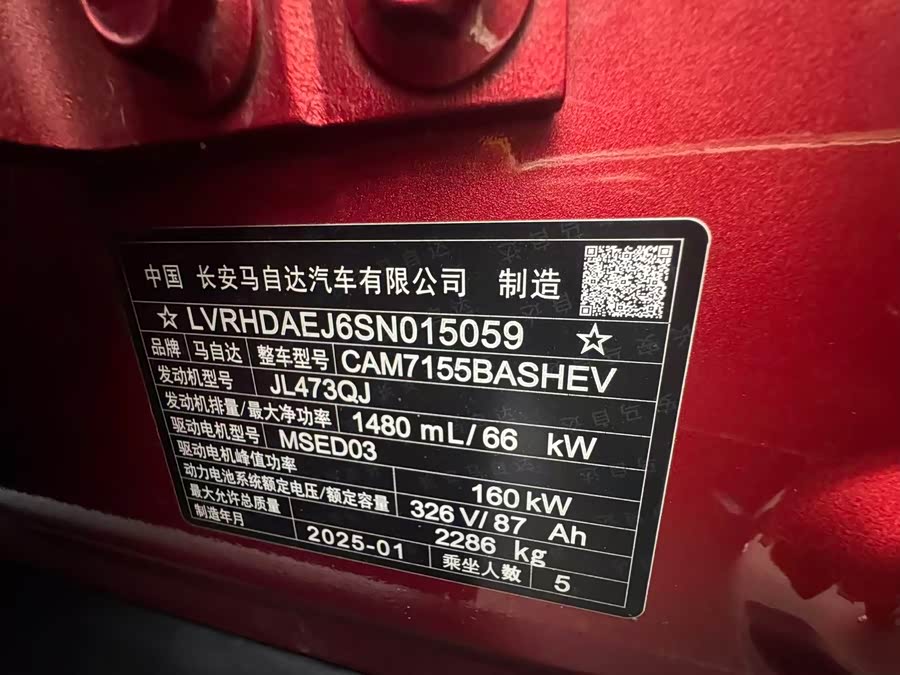 中国 长安马自达汽车有限公司 制造
☆LVRHDAEJ6SN015059 ☆
品牌 马自达 整车型号 CAM7155BASHEV
发动机型号 JL473QJ
发动机排量/最大净功率 1480 mL/66 kW
驱动电机型号 MSED03
驱动电机峰值功率 160 kW
动力电池系统额定电压/额定容量 326 V/87 Ah
最大允许总质量 2286 kg
制造年月 2025-01 乘坐人数 5